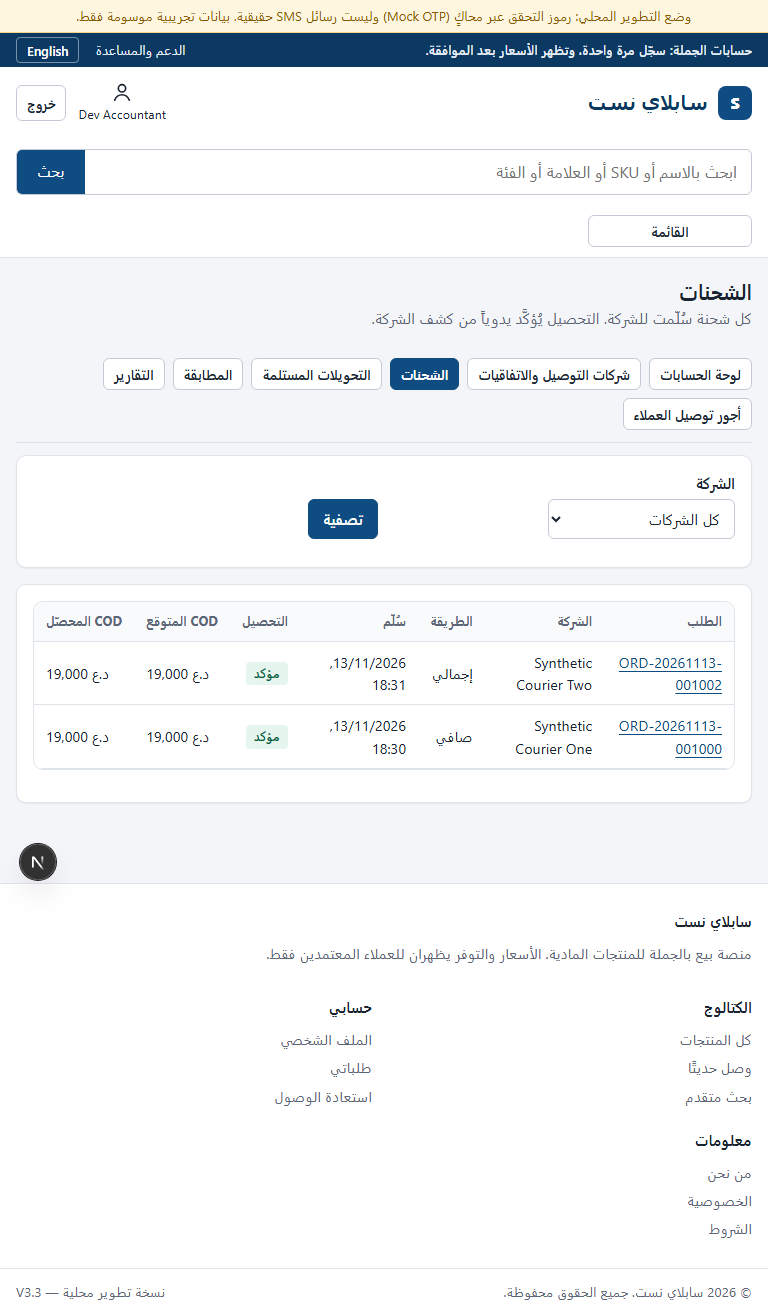 وضع التطوير المحلي: رموز التحقق عبر محاكٍ (Mock OTP) وليست رسائل SMS حقيقية. بيانات تجريبية موسومة فقط.
حسابات الجملة: سجّل مرة واحدة، وتظهر الأسعار بعد الموافقة.
الدعم والمساعدة
English
S سابلاي نست
Dev Accountant
خروج
ابحث بالاسم أو SKU أو العلامة أو الفئة
بحث
القائمة
الشحنات
كل شحنة سُلّمت للشركة. التحصيل يُؤكَّد يدوياً من كشف الشركة.
لوحة الحسابات
شركات التوصيل والاتفاقيات
الشحنات
التحويلات المستلمة
المطابقة
التقارير
أجور توصيل العملاء
الشركة
كل الشركات
تصفية
الطلب الشركة الطريقة سُلّم التحصيل COD المتوقع COD المحصّل
ORD-20261113-001002 Synthetic Courier Two إجمالي 13/11/2026, 18:31 مؤكد د.ع 19,000 د.ع 19,000
ORD-20261113-001000 Synthetic Courier One صافي 13/11/2026, 18:30 مؤكد د.ع 19,000 د.ع 19,000
N
سابلاي نست
منصة بيع بالجملة للمنتجات المادية. الأسعار والتوفر يظهران للعملاء المعتمدين فقط.
الكتالوج
كل المنتجات
وصل حديثًا
بحث متقدم
حسابي
الملف الشخصي
طلباتي
استعادة الوصول
معلومات
من نحن
الخصوصية
الشروط
© 2026 سابلاي نست. جميع الحقوق محفوظة.
نسخة تطوير محلية — V3.3